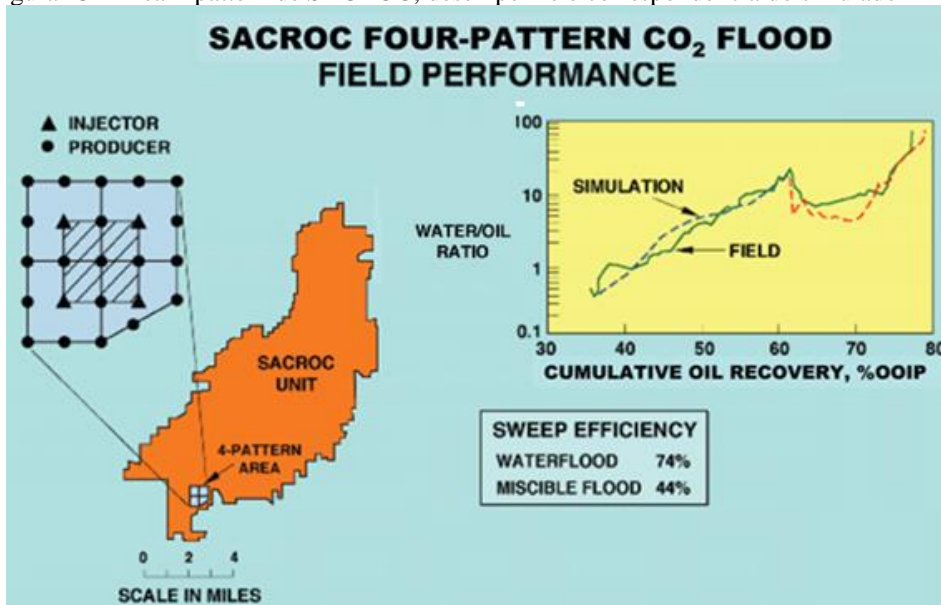 SACROC FOUR-PATTERN CO₂ FLOOD
FIELD PERFORMANCE
▲ INJECTOR
● PRODUCER
SACROC
UNIT
4-PATTERN
AREA
0 2 4
SCALE IN MILES
WATER/OIL
RATIO
100
10
1
0.1
SIMULATION
FIELD
30 40 50 60 70 80
CUMULATIVE OIL RECOVERY, %OOIP
SWEEP EFFICIENCY
WATERFLOOD 74%
MISCIBLE FLOOD 44%